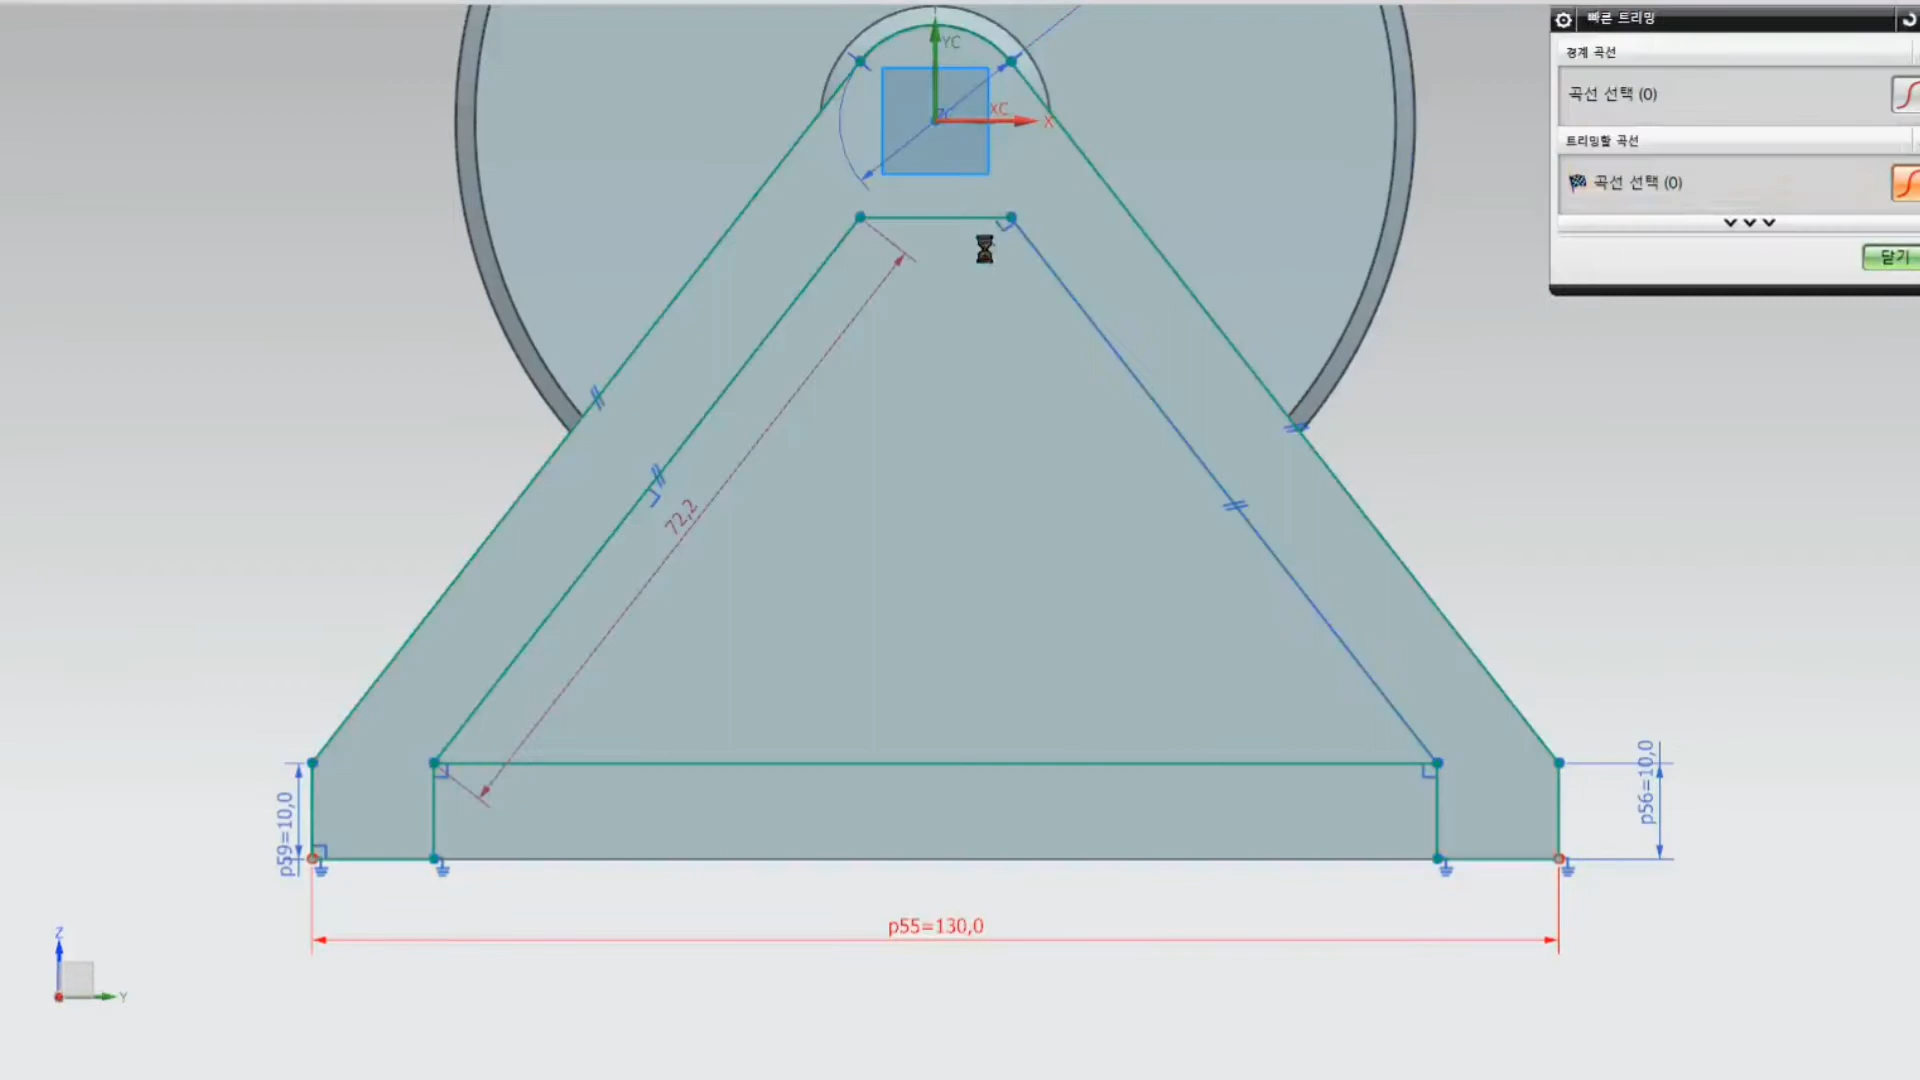 빠른 트리밍
경계 곡선
곡선 선택 (0)
트리밍할 곡선
곡선 선택 (0)
닫기
YC
XC
X
72,2
p59=10,0
p56=10,0
p55=130,0
Z
Y